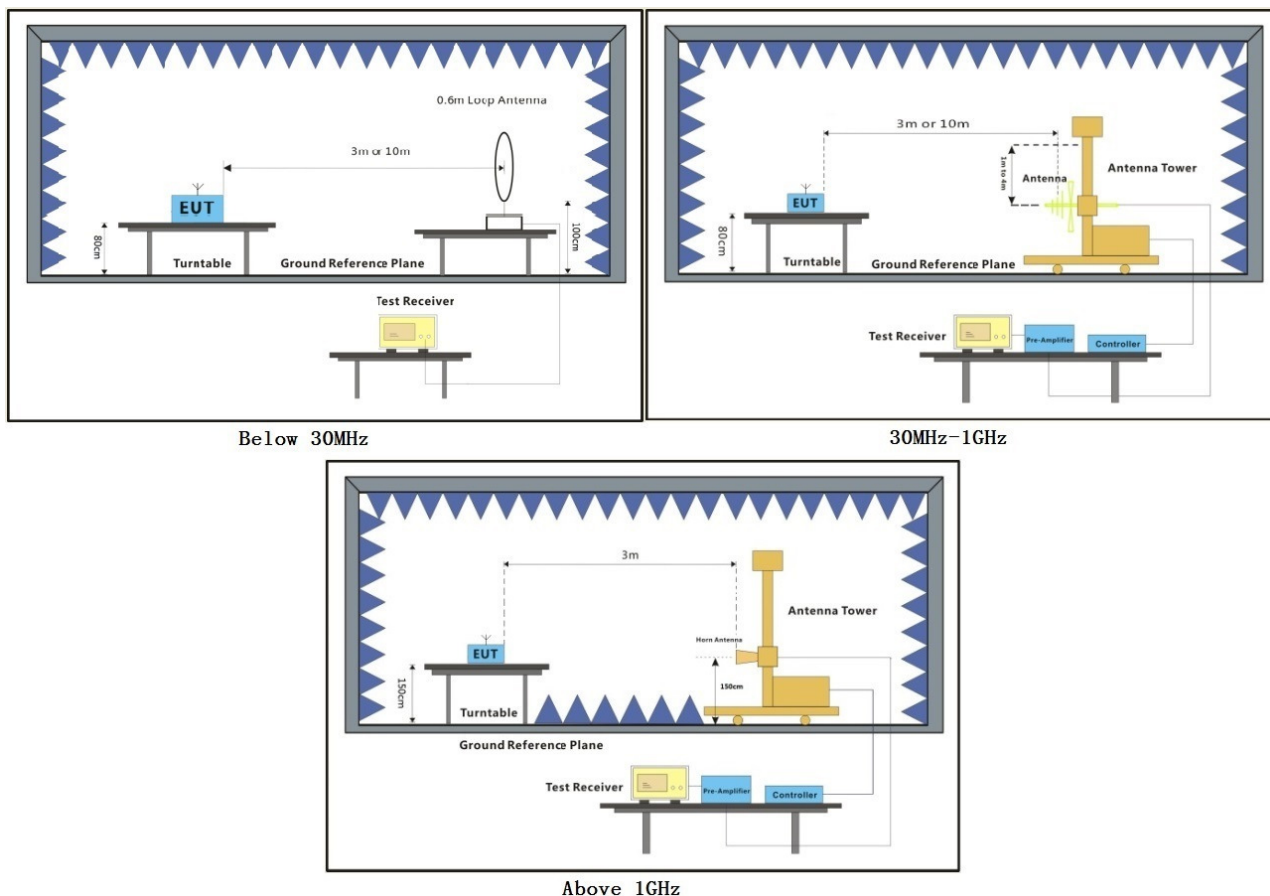 0.6m Loop Antenna
3m or 10m
EUT
80cm
100cm
Turntable
Ground Reference Plane
Test Receiver
Below 30MHz
3m or 10m
1m to 4m
Antenna
Antenna Tower
EUT
80cm
Turntable
Ground Reference Plane
Test Receiver
Pre-Amplifier
Controller
30MHz-1GHz
3m
Antenna Tower
Horn Antenna
EUT
150cm
150cm
Turntable
Ground Reference Plane
Test Receiver
Pre-Amplifier
Controller
Above 1GHz